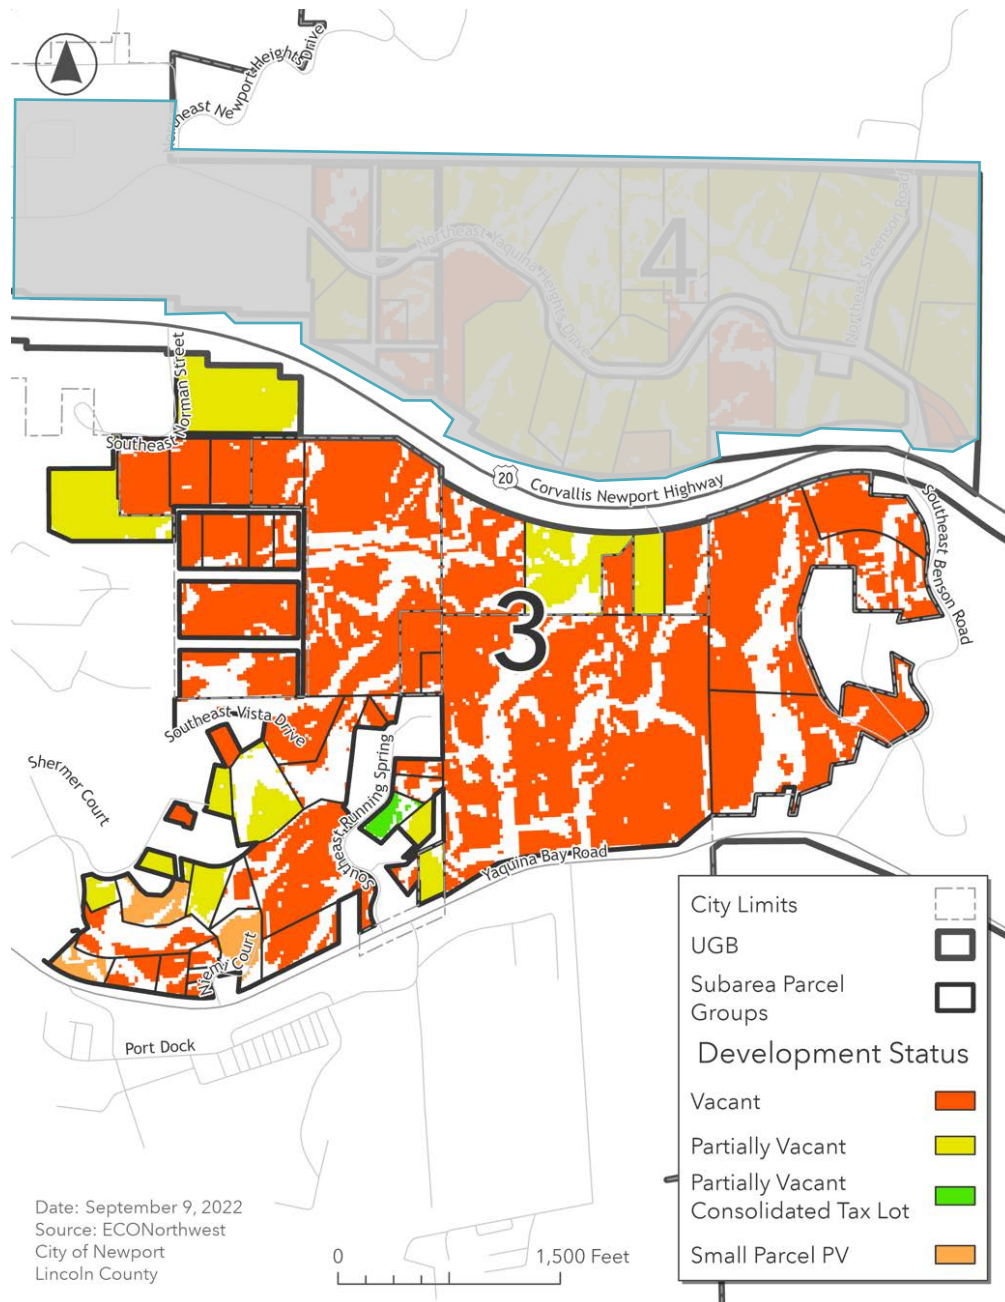 Northeast Newport Heights Drive
4
Northeast Yaquina Heights Drive
Northeast Steenson Road
Southeast Norman Street
20
Corvallis Newport Highway
Southeast Benson Road
3
Southeast Vista Drive
Shermer Court
Southeast Running Spring
Yaquina Bay Road
Niemi Court
Port Dock
City Limits
UGB
Subarea Parcel
Groups
Development Status
Vacant
Partially Vacant
Partially Vacant
Consolidated Tax Lot
Small Parcel PV
Date: September 9, 2022
Source: ECONorthwest
City of Newport
Lincoln County
0
1,500 Feet